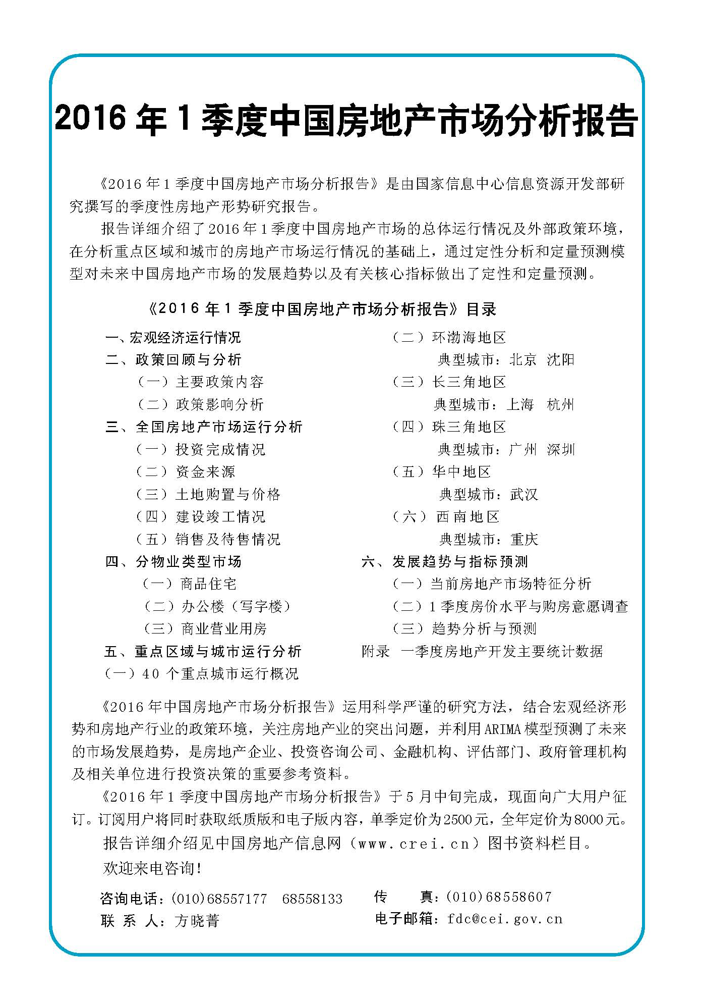 2016 年 1 季度中国房地产市场分析报告
《2016 年 1 季度中国房地产市场分析报告》是由国家信息中心信息资源开发部研
究撰写的季度性房地产形势研究报告。
报告详细介绍了 2016 年 1 季度中国房地产市场的总体运行情况及外部政策环境，
在分析重点区域和城市的房地产市场运行情况的基础上，通过定性分析和定量预测模
型对未来中国房地产市场的发展趋势以及有关核心指标做出了定性和定量预测。
《2016 年 1 季度中国房地产市场分析报告》目录
一、宏观经济运行情况
二、政策回顾与分析
（一）主要政策内容
（二）政策影响分析
三、全国房地产市场运行分析
（一）投资完成情况
（二）资金来源
（三）土地购置与价格
（四）建设竣工情况
（五）销售及待售情况
四、分物业类型市场
（一）商品住宅
（二）办公楼（写字楼）
（三）商业营业用房
五、重点区域与城市运行分析
（一）40 个重点城市运行概况
（二）环渤海地区
典型城市：北京 沈阳
（三）长三角地区
典型城市：上海 杭州
（四）珠三角地区
典型城市：广州 深圳
（五）华中地区
典型城市：武汉
（六）西南地区
典型城市：重庆
六、发展趋势与指标预测
（一）当前房地产市场特征分析
（二）1 季度房价水平与购房意愿调查
（三）趋势分析与预测
附录 一季度房地产开发主要统计数据
《2016 年中国房地产市场分析报告》运用科学严谨的研究方法，结合宏观经济形
势和房地产行业的政策环境，关注房地产业的突出问题，并利用 ARIMA 模型预测了未来
的市场发展趋势，是房地产企业、投资咨询公司、金融机构、评估部门、政府管理机构
及相关单位进行投资决策的重要参考资料。
《2016 年 1 季度中国房地产市场分析报告》于 5 月中旬完成，现面向广大用户征
订。订阅用户将同时获取纸质版和电子版内容，单季定价为 2500 元，全年定价为 8000 元。
报告详细介绍见中国房地产信息网（www.crei.cn）图书资料栏目。
欢迎来电咨询！
咨询电话：(010)68557177 68558133
传 真：(010)68558607
联 系 人：方晓菁
电子邮箱：fdc@cei.gov.cn